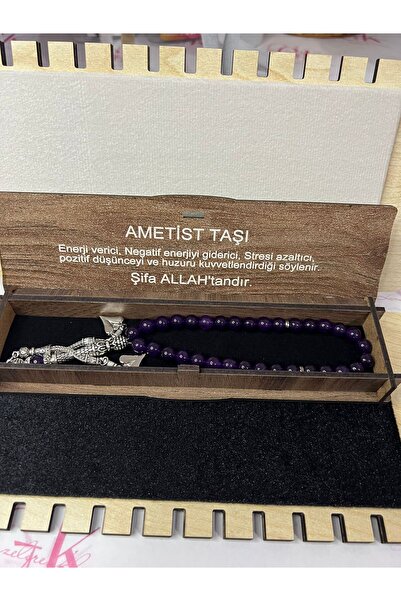 AMETİST TAŞI
Enerji verici, Negatif enerjiyi giderici, Stresi azaltıcı,
pozitif düşünceyi ve huzuru kuvvetlendirdiği söylenir.
Şifa ALLAH'tandır.